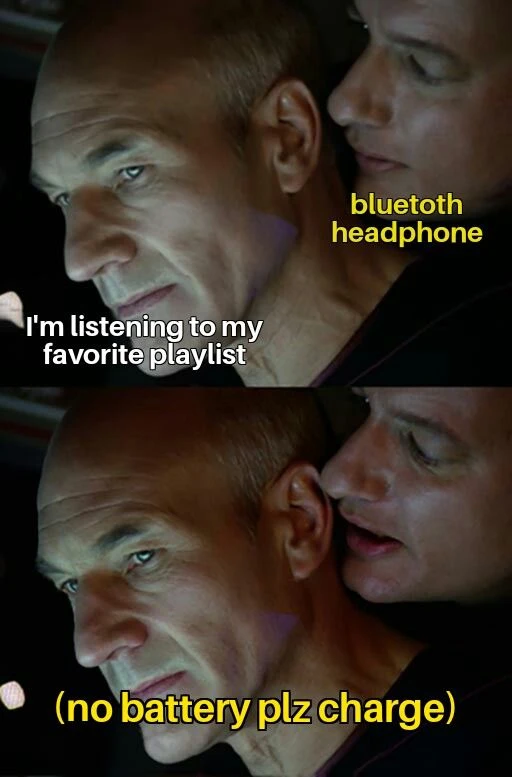 bluetoth
headphone
I'm listening to my
favorite playlist
(no battery plz charge)